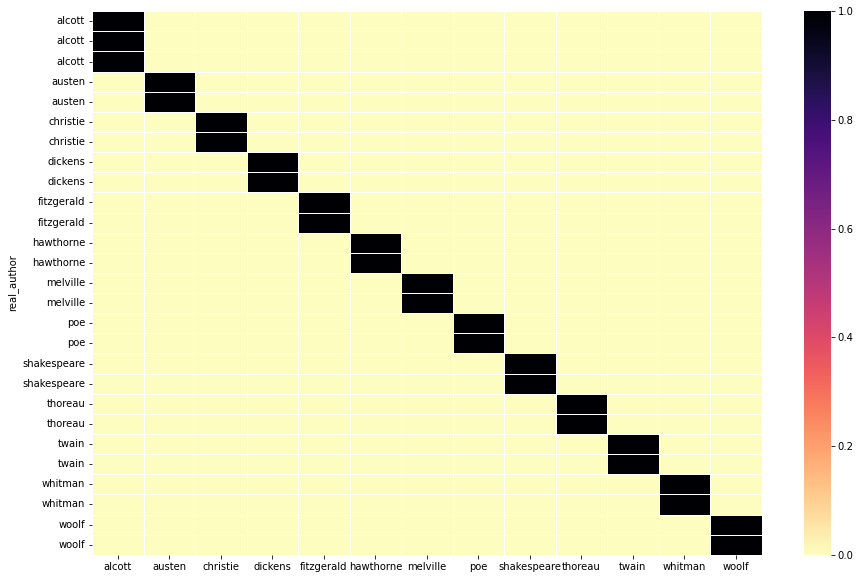 alcott
alcott
alcott
austen
austen
christie
christie
dickens
dickens
fitzgerald
fitzgerald
hawthorne
hawthorne
melville
melville
poe
poe
shakespeare
shakespeare
thoreau
thoreau
twain
twain
whitman
whitman
woolf
woolf
real_author
alcott austen christie dickens fitzgerald hawthorne melville poe shakespeare thoreau twain whitman woolf
1.0
0.8
0.6
0.4
0.2
0.0